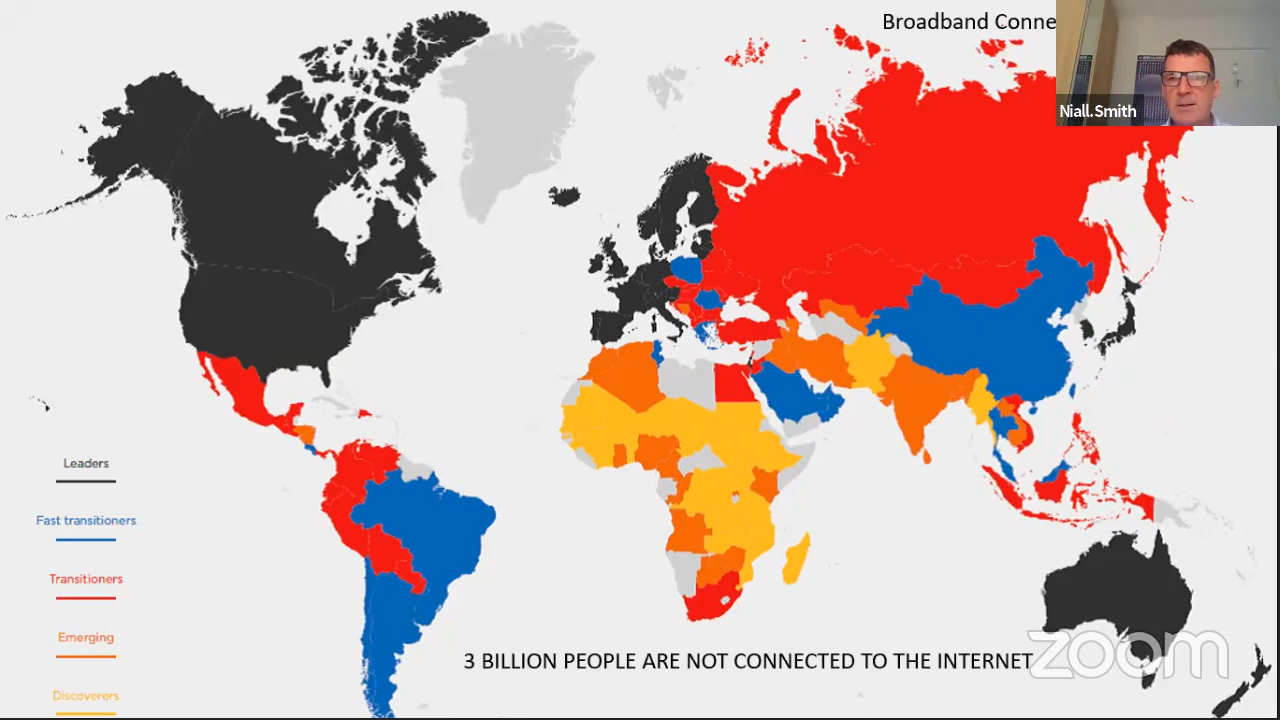 Broadband Conne
Niall.Smith
Leaders
Fast transitioners
Transitioners
Emerging
Discoverers
3 BILLION PEOPLE ARE NOT CONNECTED TO THE INTERNET
zoom